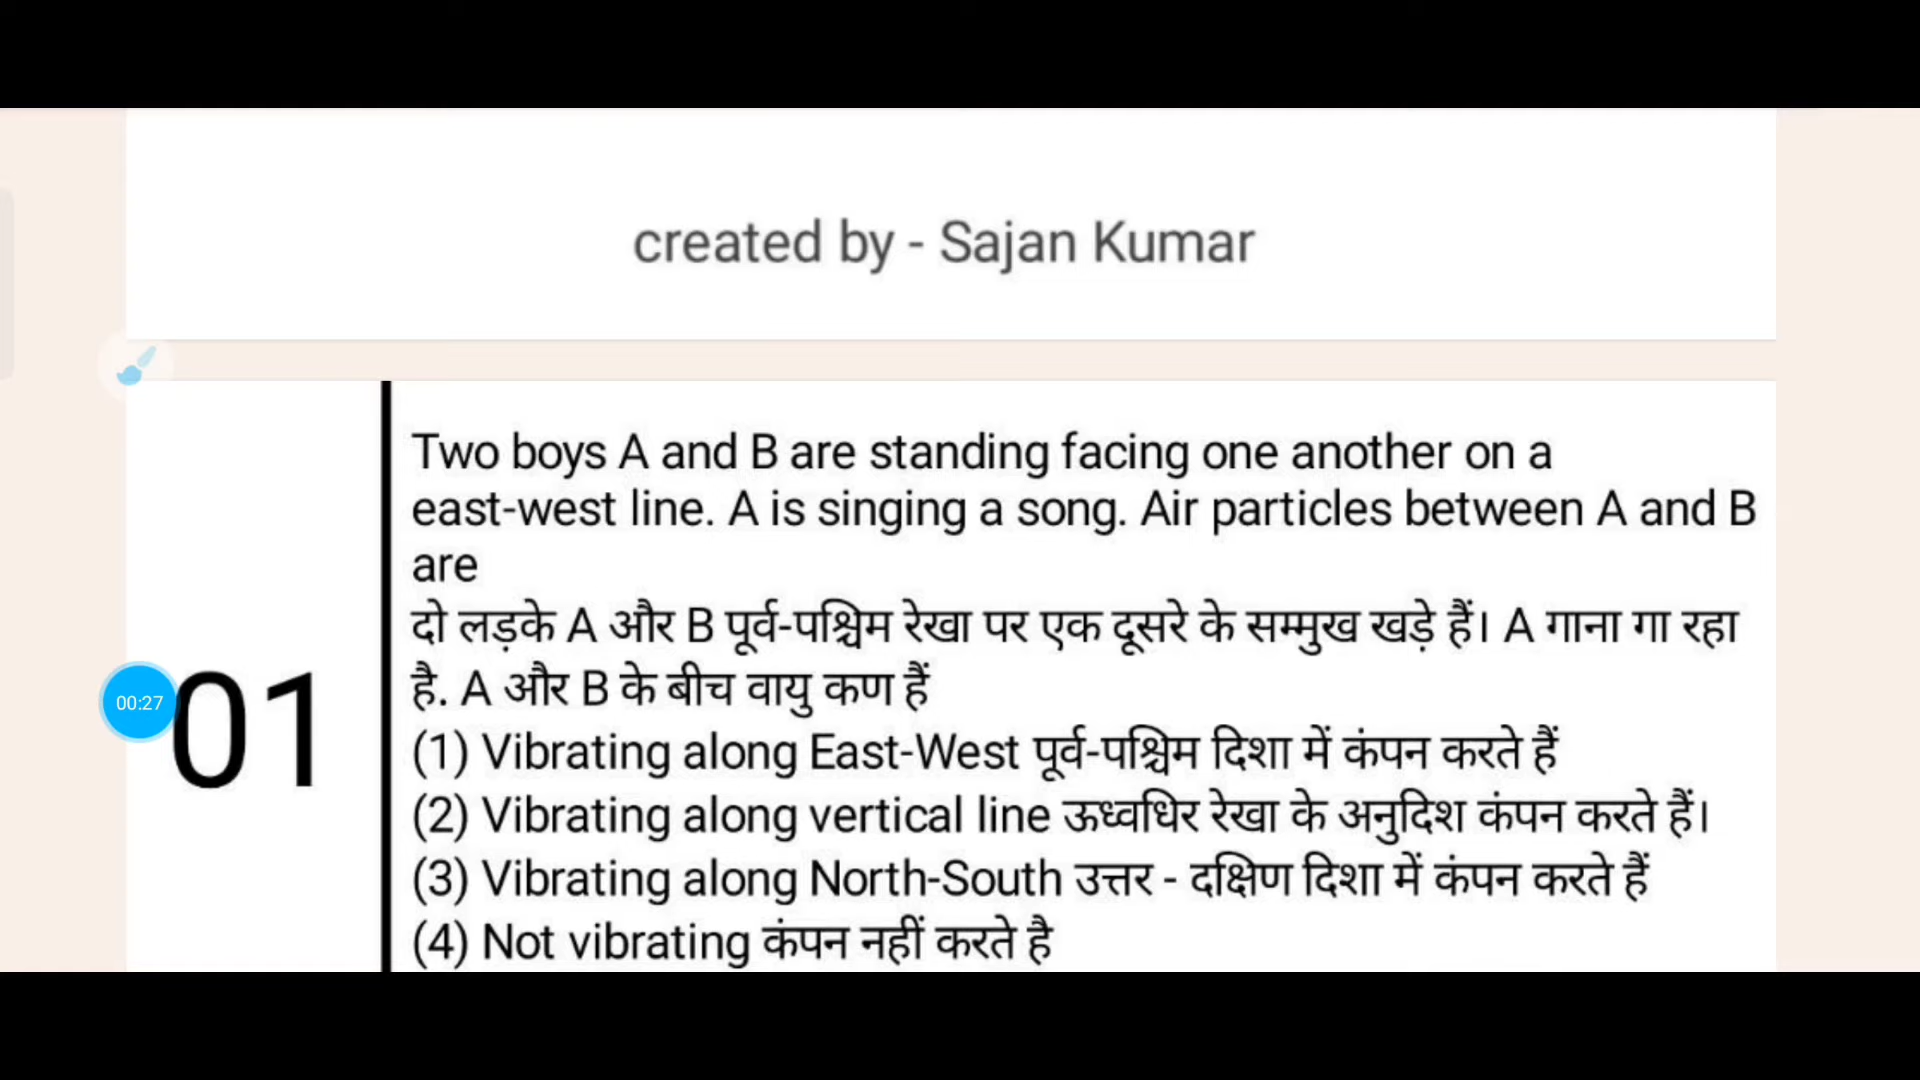 created by - Sajan Kumar
Two boys A and B are standing facing one another on a
east-west line. A is singing a song. Air particles between A and B
are
दो लड़के A और B पूर्व-पश्चिम रेखा पर एक दूसरे के सम्मुख खड़े हैं। A गाना गा रहा
है. A और B के बीच वायु कण हैं
00:27
01
(1) Vibrating along East-West पूर्व-पश्चिम दिशा में कंपन करते हैं
(2) Vibrating along vertical line ऊध्वधिर रेखा के अनुदिश कंपन करते हैं।
(3) Vibrating along North-South उत्तर - दक्षिण दिशा में कंपन करते हैं
(4) Not vibrating कंपन नहीं करते है